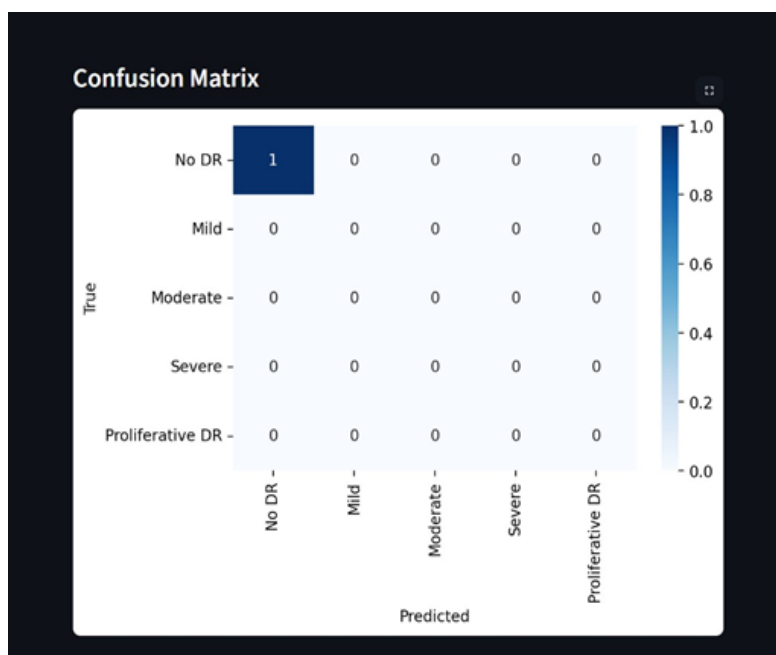 Confusion Matrix
No DR 1 0 0 0 0 1.0
0.8
Mild 0 0 0 0 0
0.6
True Moderate 0 0 0 0 0
0.4
Severe 0 0 0 0 0
0.2
Proliferative DR 0 0 0 0 0
0.0
No DR Mild Moderate Severe Proliferative DR
Predicted